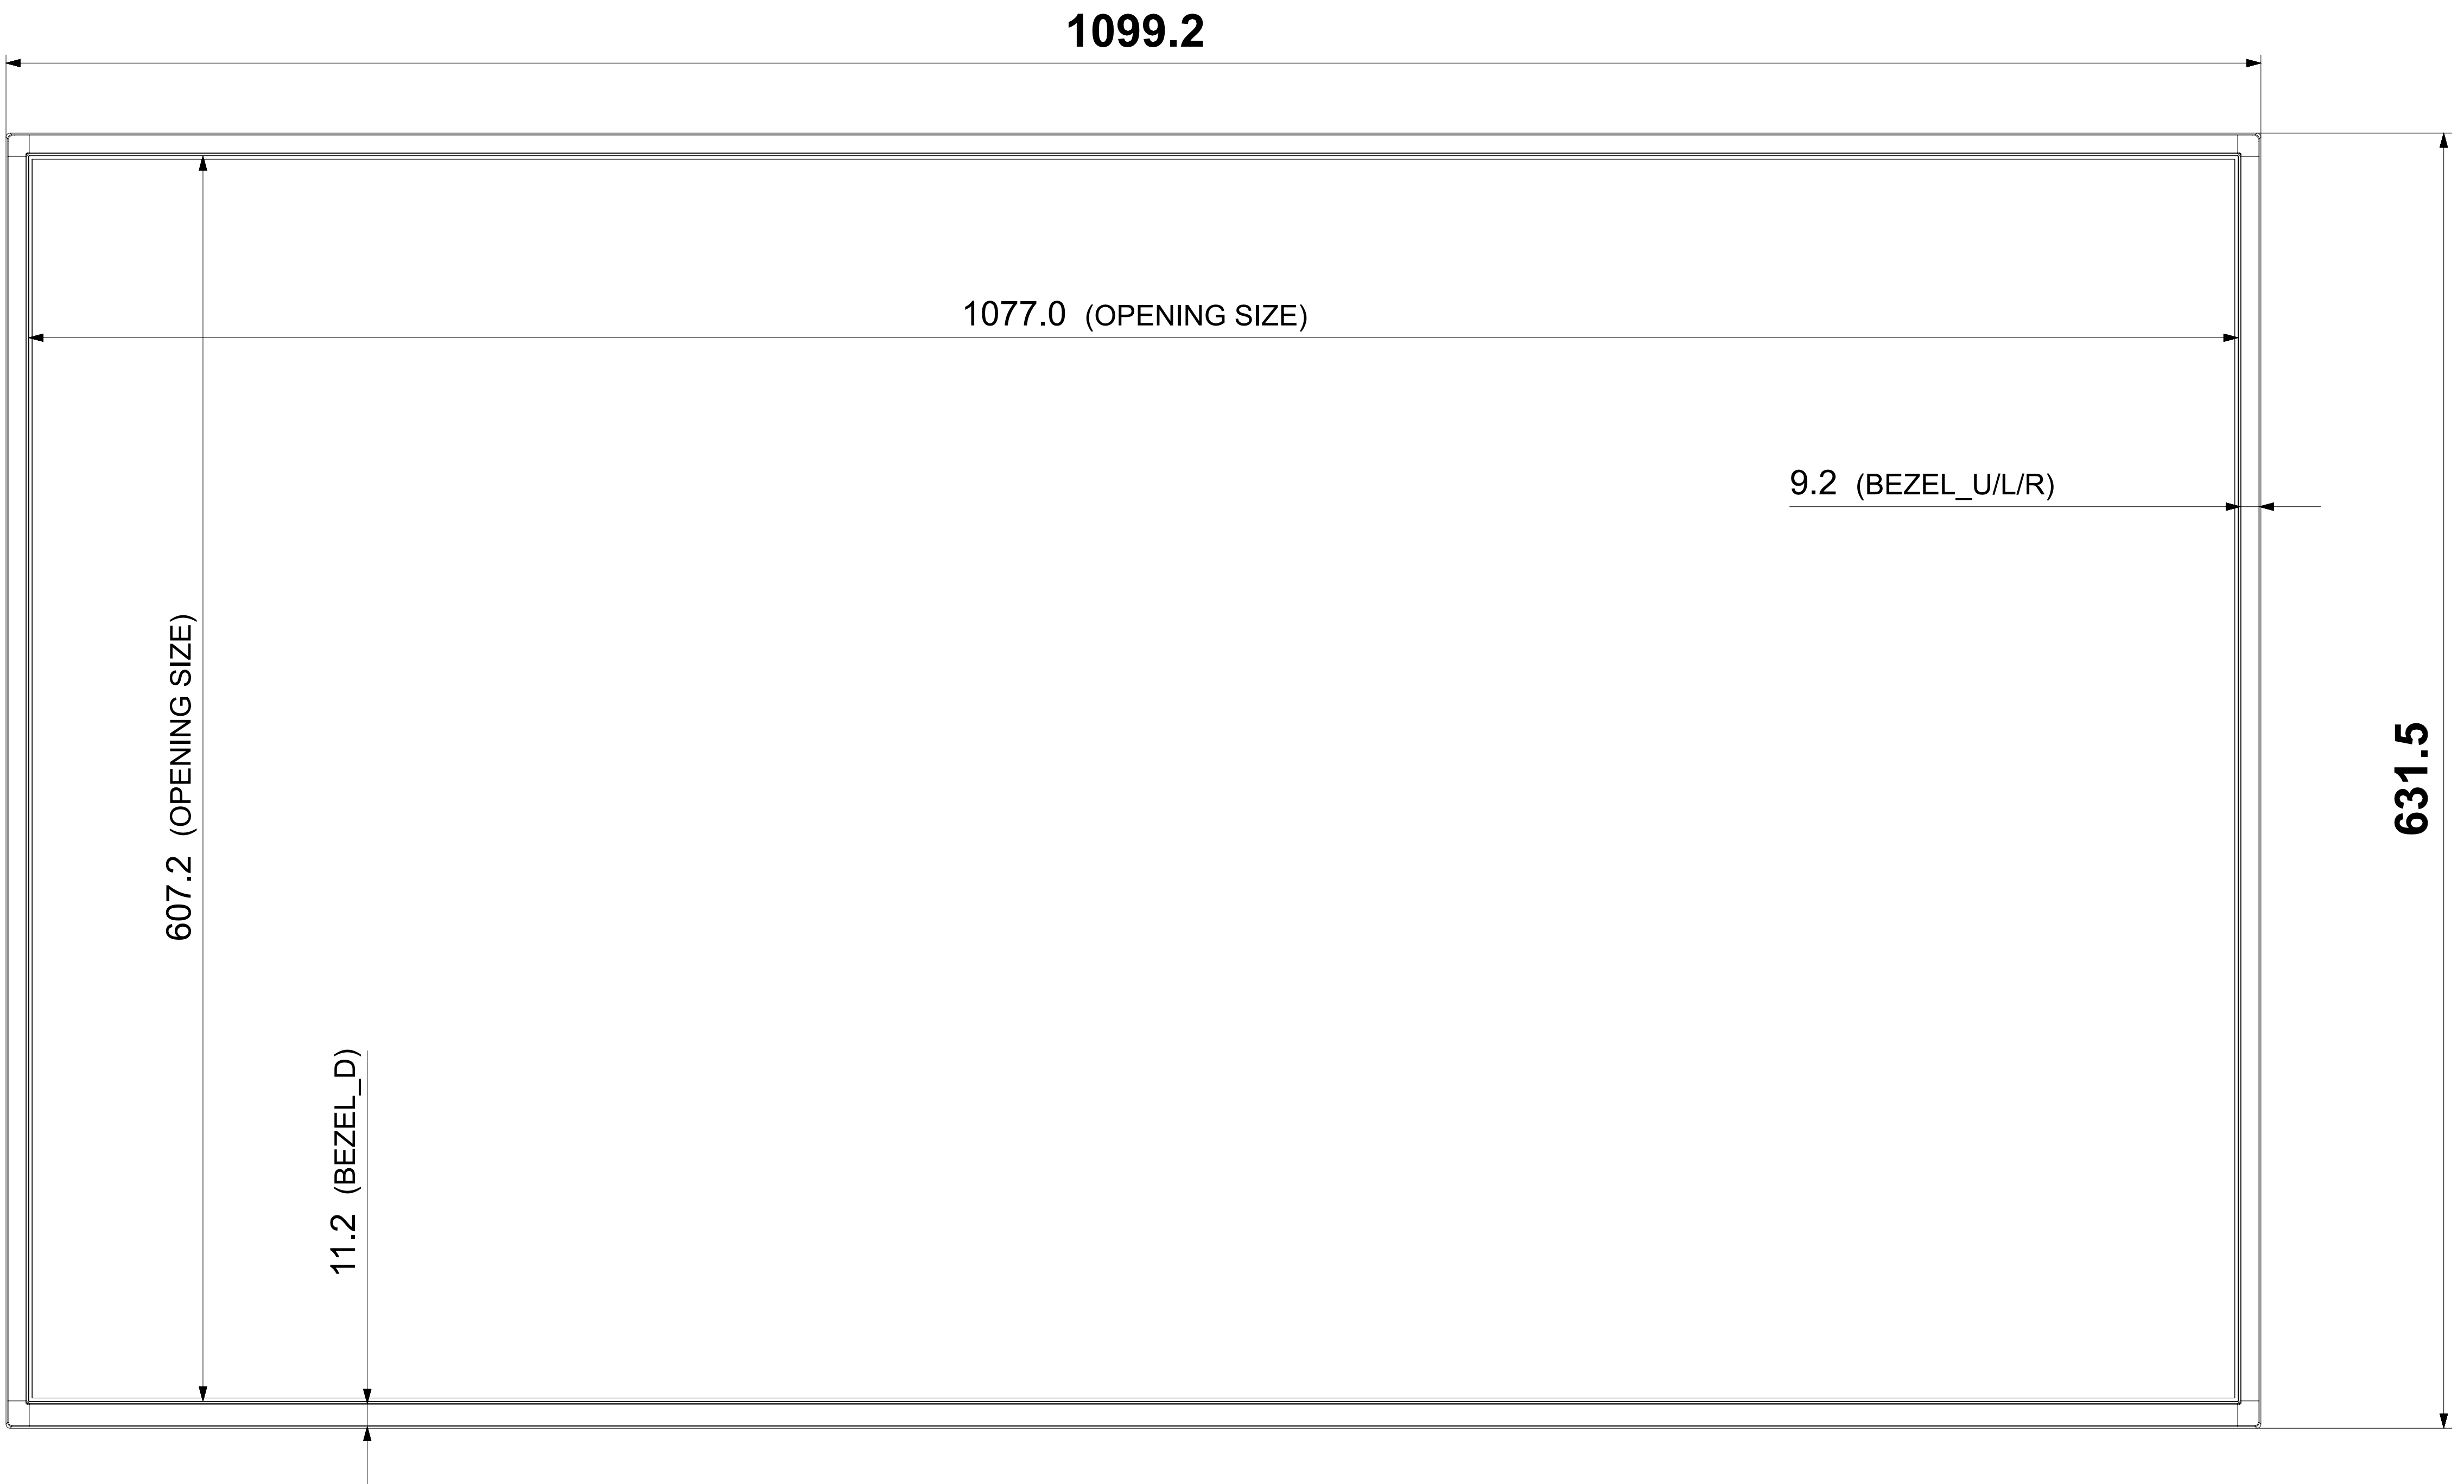 1099.2
1077.0 (OPENING SIZE)
9.2 (BEZEL_U/L/R)
607.2 (OPENING SIZE)
631.5
11.2 (BEZEL_D)